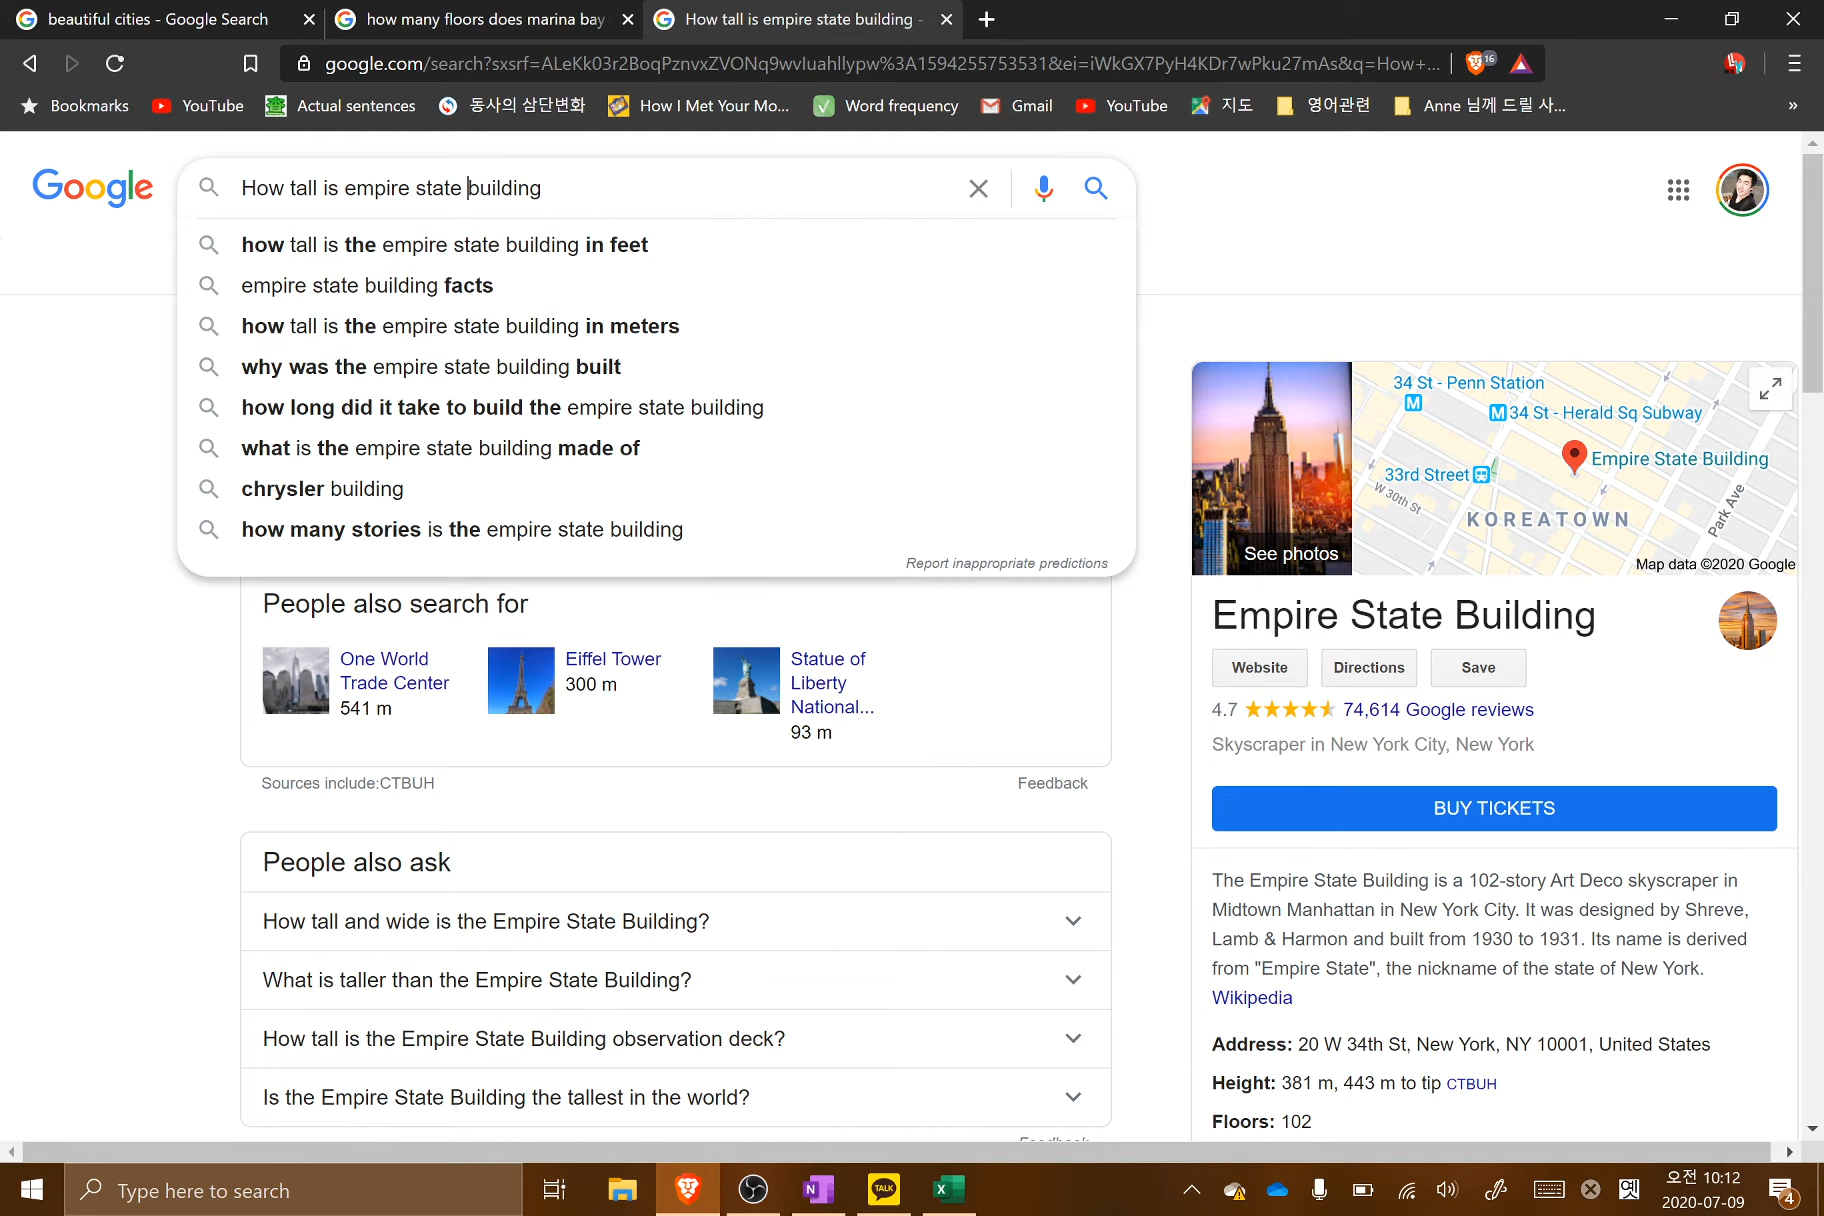 beautiful cities - Google Search
how many floors does marina bay
How tall is empire state building -
google.com/search?sxsrf=ALeKk03r2BoqPznvxZVONq9wvIuahllypw%3A1594255753531&ei=iWkGX7PyH4KDr7wPku27mAs&q=How+...
16
Bookmarks
YouTube
Actual sentences
동사의 삼단변화
How I Met Your Mo...
Word frequency
Gmail
YouTube
지도
영어관련
Anne 님께 드릴 사...
»
Google
How tall is empire state building
how tall is the empire state building in feet
empire state building facts
how tall is the empire state building in meters
why was the empire state building built
how long did it take to build the empire state building
what is the empire state building made of
chrysler building
how many stories is the empire state building
Report inappropriate predictions
People also search for
One World
Trade Center
541 m
Eiffel Tower
300 m
Statue of
Liberty
National...
93 m
Sources include:CTBUH
Feedback
People also ask
How tall and wide is the Empire State Building?
What is taller than the Empire State Building?
How tall is the Empire State Building observation deck?
Is the Empire State Building the tallest in the world?
Feedback
See photos
34 St - Penn Station
M
M 34 St - Herald Sq Subway
33rd Street
Empire State Building
W 30th St
KOREATOWN
Park Ave
Map data ©2020 Google
Empire State Building
Website
Directions
Save
4.7
74,614 Google reviews
Skyscraper in New York City, New York
BUY TICKETS
The Empire State Building is a 102-story Art Deco skyscraper in
Midtown Manhattan in New York City. It was designed by Shreve,
Lamb & Harmon and built from 1930 to 1931. Its name is derived
from "Empire State", the nickname of the state of New York.
Wikipedia
Address: 20 W 34th St, New York, NY 10001, United States
Height: 381 m, 443 m to tip CTBUH
Floors: 102
Type here to search
N
TALK
X
오전 10:12
2020-07-09
4